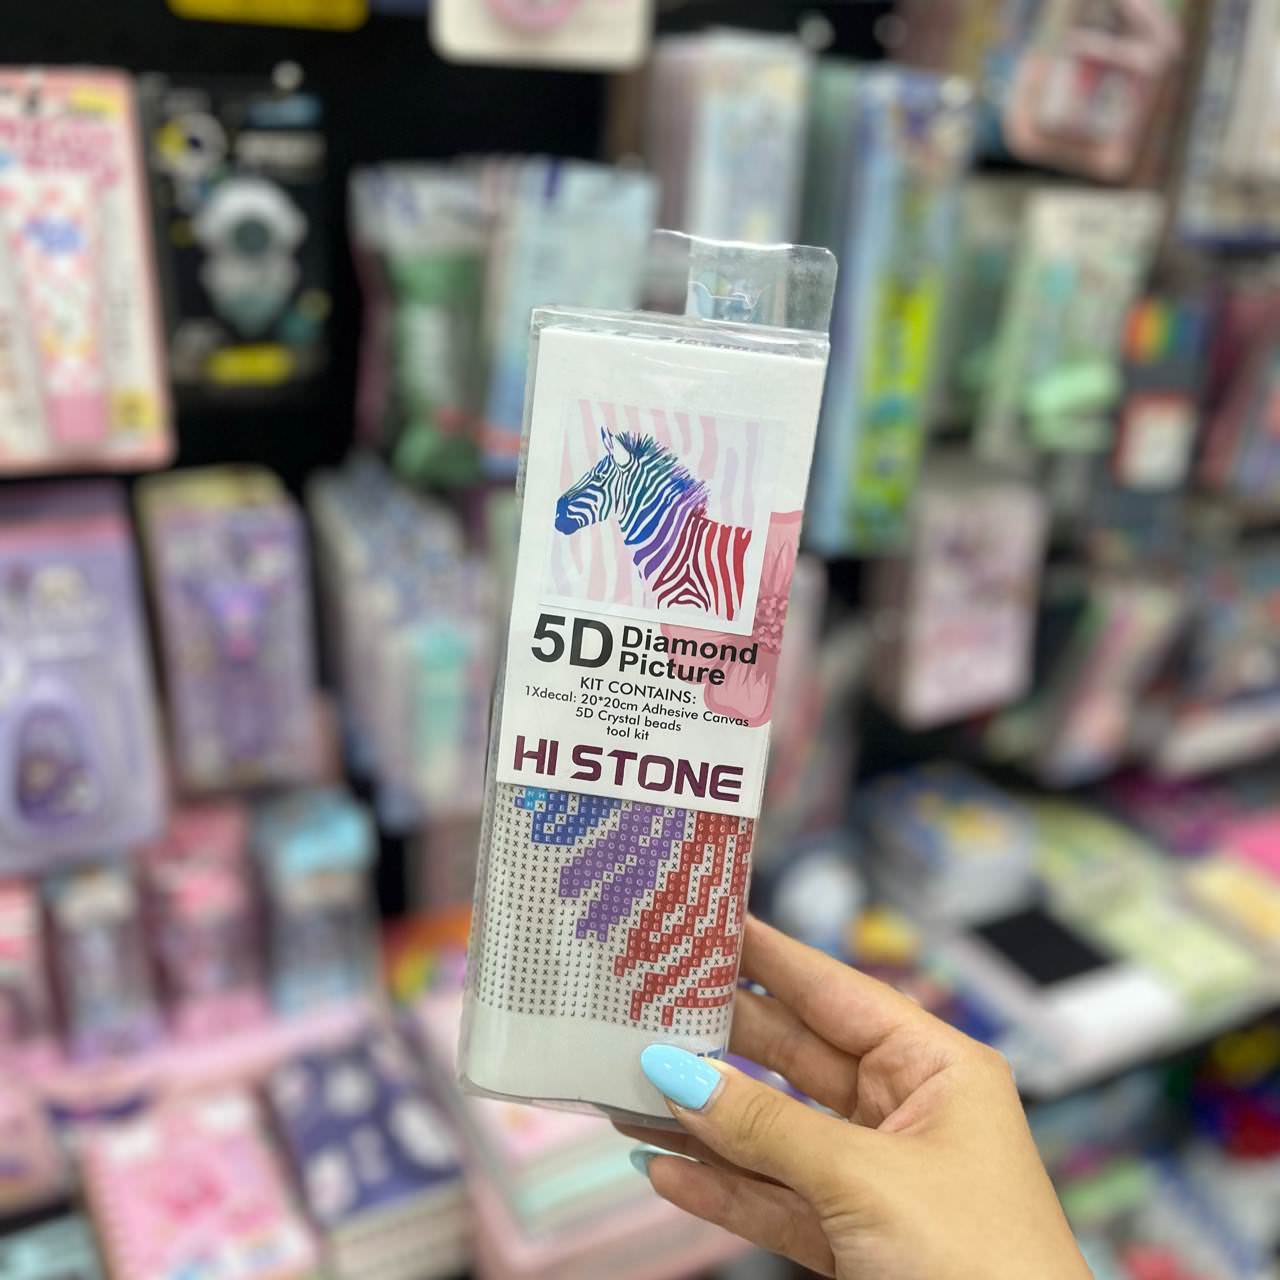 5D Diamond
Picture
KIT CONTAINS:
1Xdecal: 20*20cm Adhesive Canvas
5D Crystal beads
tool kit
HI STONE